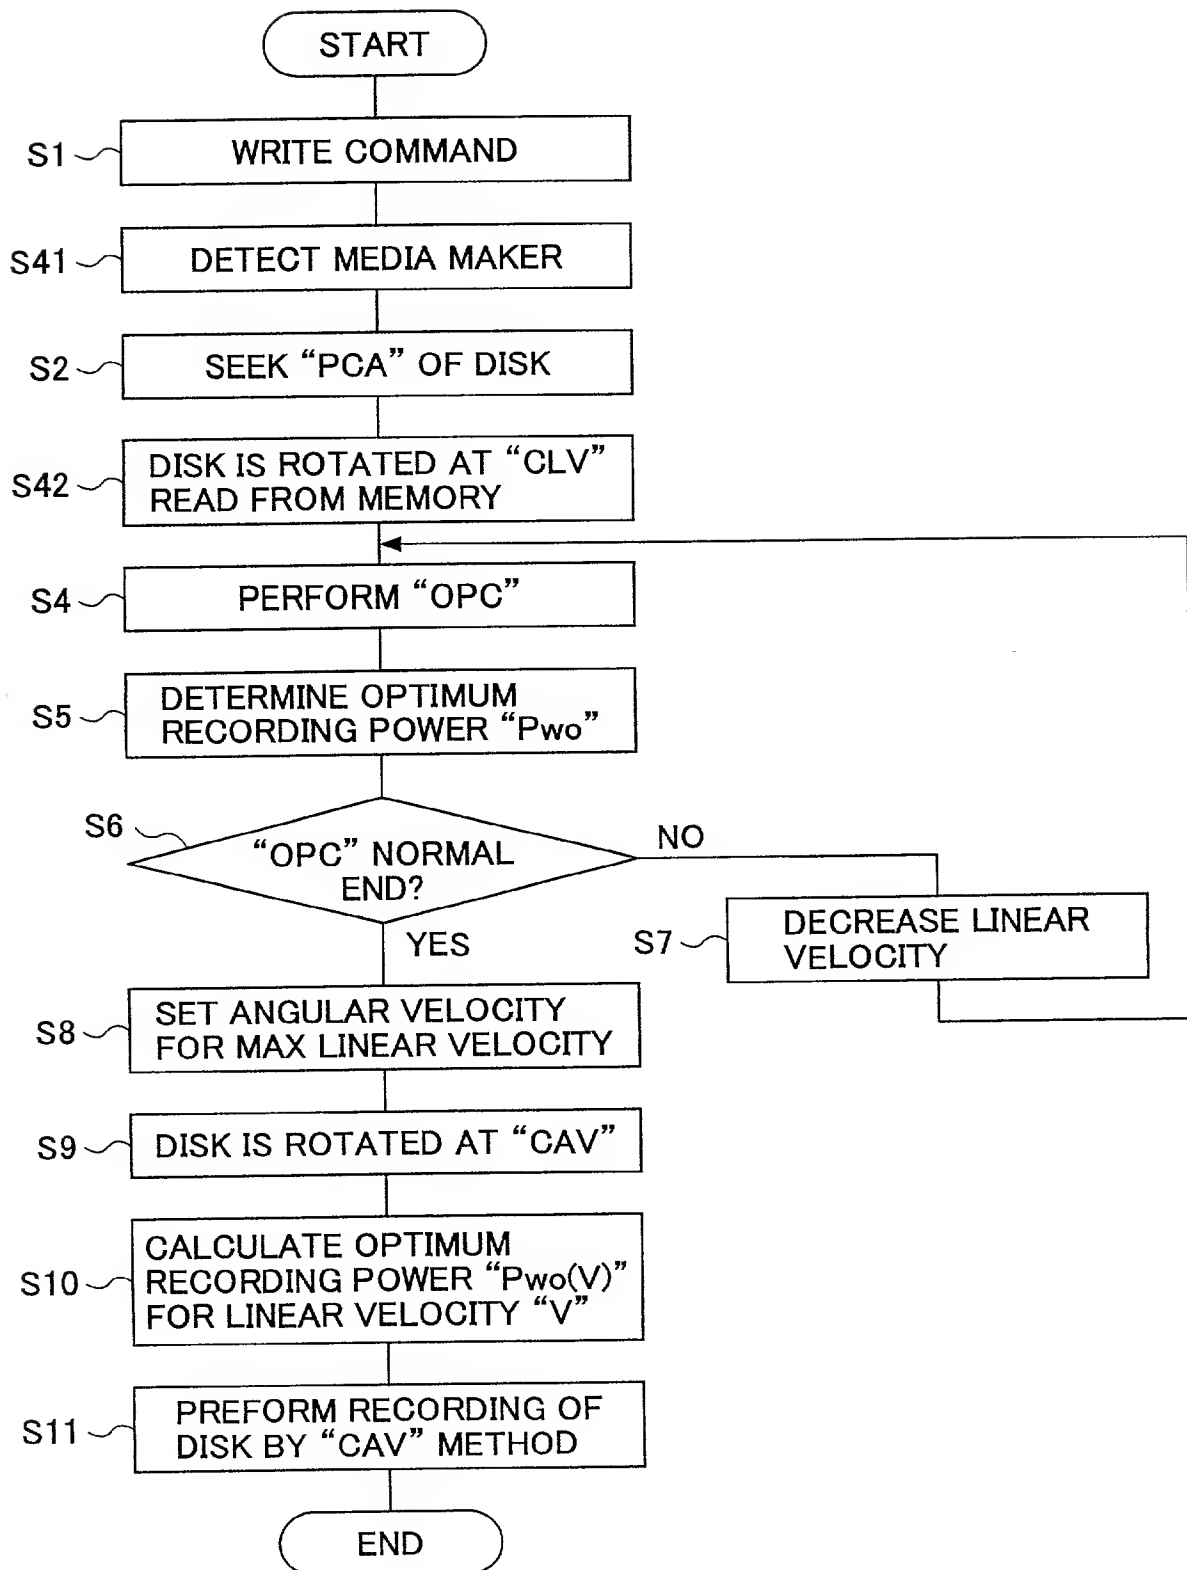 START
S1
WRITE COMMAND
S41
DETECT MEDIA MAKER
S2
SEEK “PCA” OF DISK
S42
DISK IS ROTATED AT “CLV”
READ FROM MEMORY
S4
PERFORM “OPC”
S5
DETERMINE OPTIMUM
RECORDING POWER “Pwo”
S6
“OPC” NORMAL
END?
NO
YES
S7
DECREASE LINEAR
VELOCITY
S8
SET ANGULAR VELOCITY
FOR MAX LINEAR VELOCITY
S9
DISK IS ROTATED AT “CAV”
S10
CALCULATE OPTIMUM
RECORDING POWER “Pwo(V)”
FOR LINEAR VELOCITY “V”
S11
PREFORM RECORDING OF
DISK BY “CAV” METHOD
END